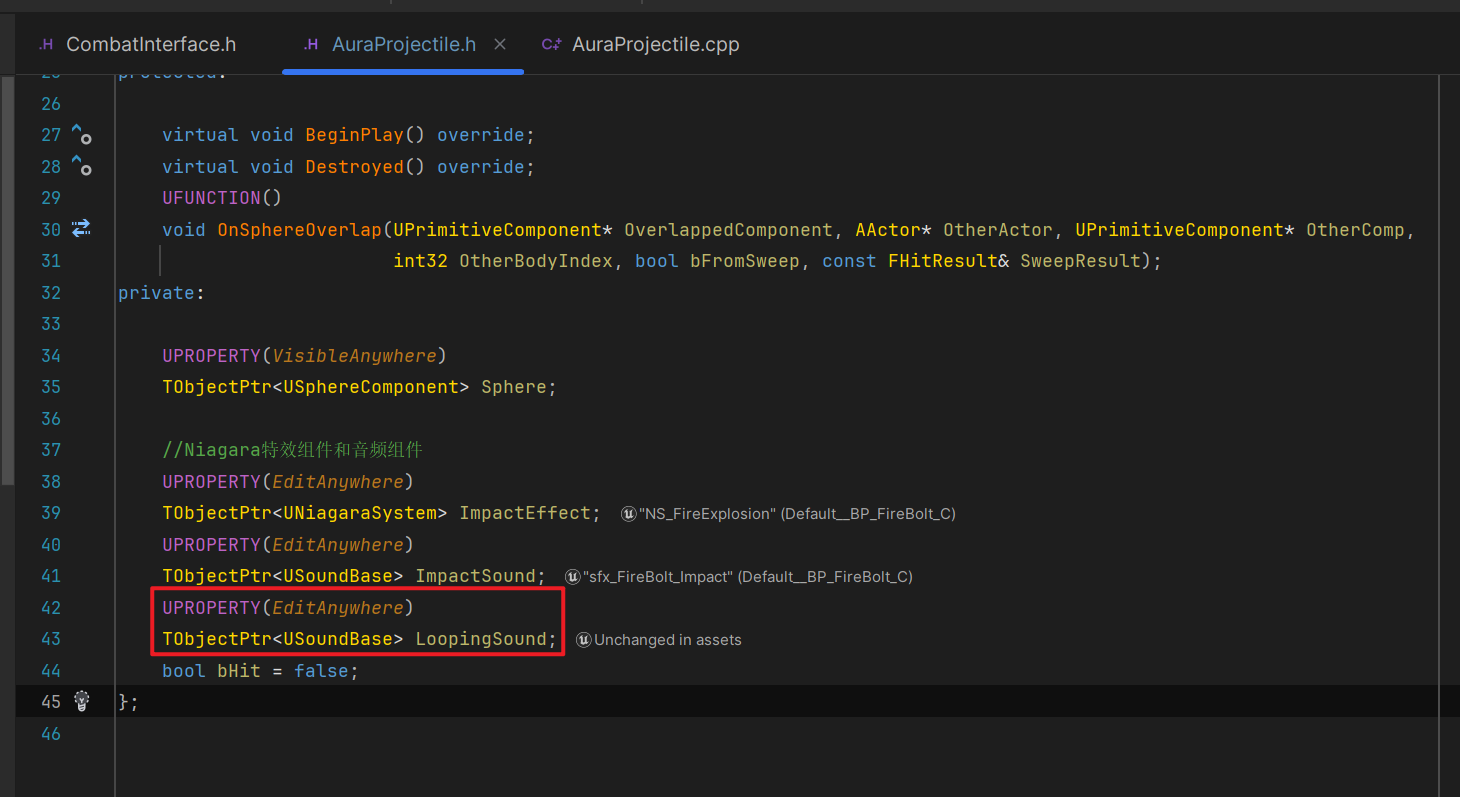 .H CombatInterface.h .H AuraProjectile.h × C++ AuraProjectile.cpp
25 protected:
26
27 virtual void BeginPlay() override;
28 virtual void Destroyed() override;
29 UFUNCTION()
30 void OnSphereOverlap(UPrimitiveComponent* OverlappedComponent, AActor* OtherActor, UPrimitiveComponent* OtherComp,
31 int32 OtherBodyIndex, bool bFromSweep, const FHitResult& SweepResult);
32 private:
33
34 UPROPERTY(VisibleAnywhere)
35 TObjectPtr<USphereComponent> Sphere;
36
37 //Niagara特效组件和音频组件
38 UPROPERTY(EditAnywhere)
39 TObjectPtr<UNiagaraSystem> ImpactEffect; "NS_FireExplosion" (Default__BP_FireBolt_C)
40 UPROPERTY(EditAnywhere)
41 TObjectPtr<USoundBase> ImpactSound; "sfx_FireBolt_Impact" (Default__BP_FireBolt_C)
42 UPROPERTY(EditAnywhere)
43 TObjectPtr<USoundBase> LoopingSound; Unchanged in assets
44 bool bHit = false;
45 };
46